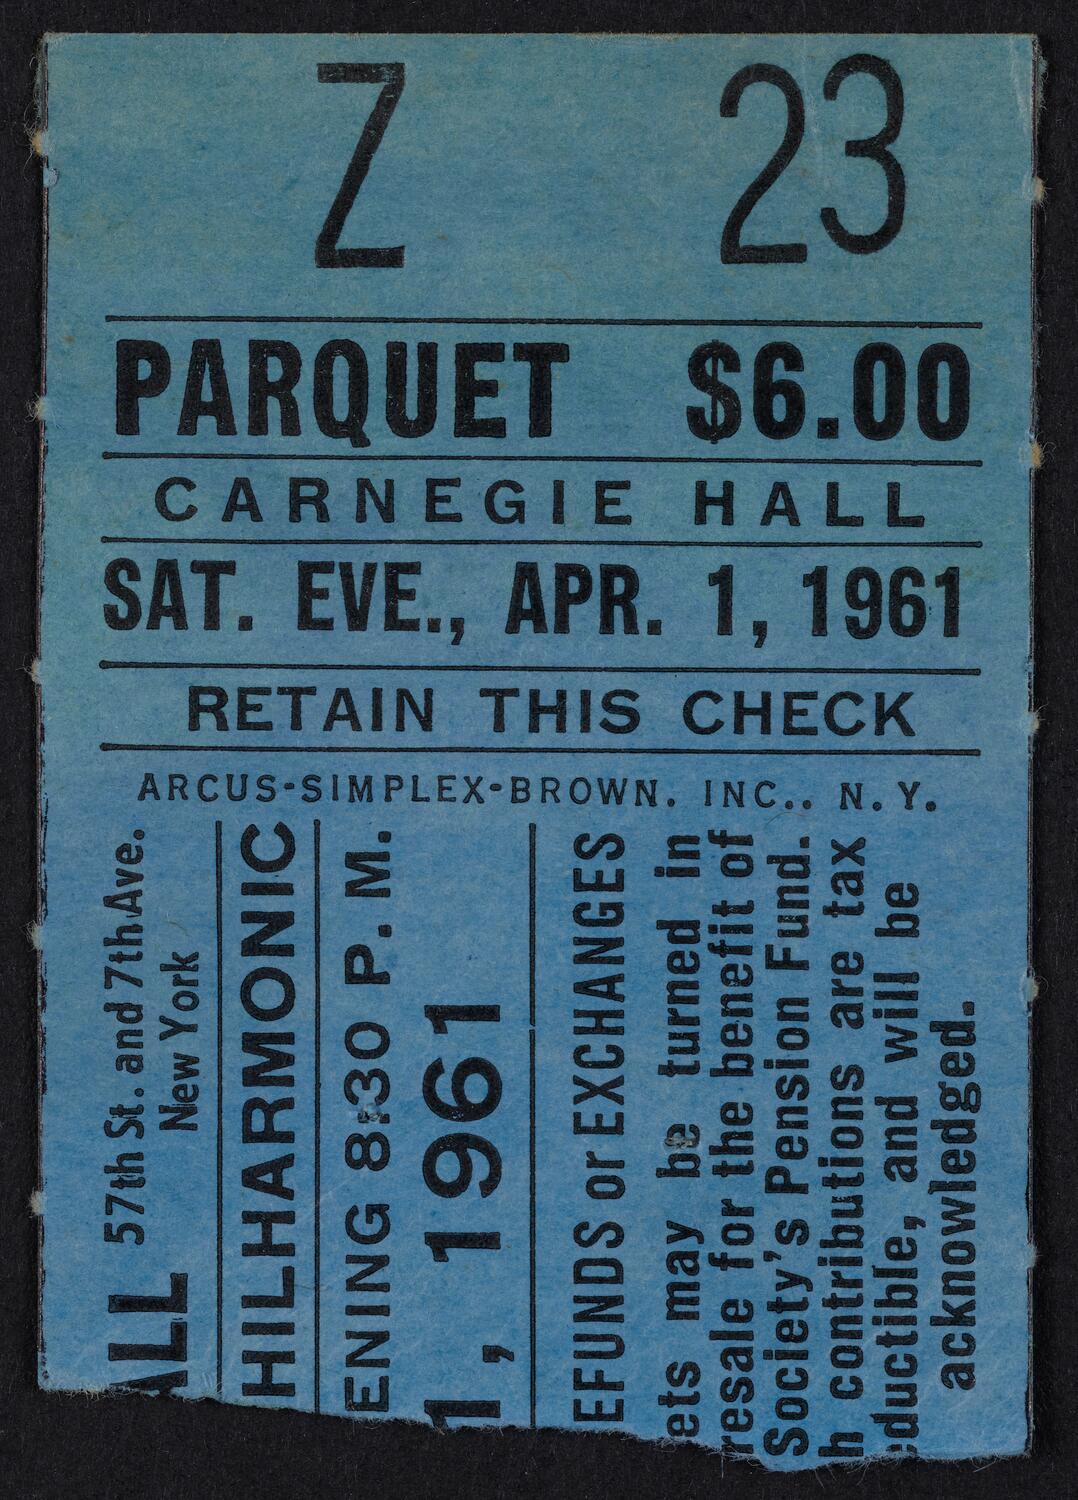 Z 23
PARQUET $6.00
CARNEGIE HALL
SAT. EVE., APR. 1, 1961
RETAIN THIS CHECK
ARCUS-SIMPLEX-BROWN. INC.. N.Y.
ALL 57th St. and 7th Ave.
New York
HILHARMONIC
ENING 8:30 P.M.
1, 1961
EFUNDS or EXCHANGES
ets may be turned in
resale for the benefit of
Society's Pension Fund.
h contributions are tax
eductible, and will be
acknowledged.